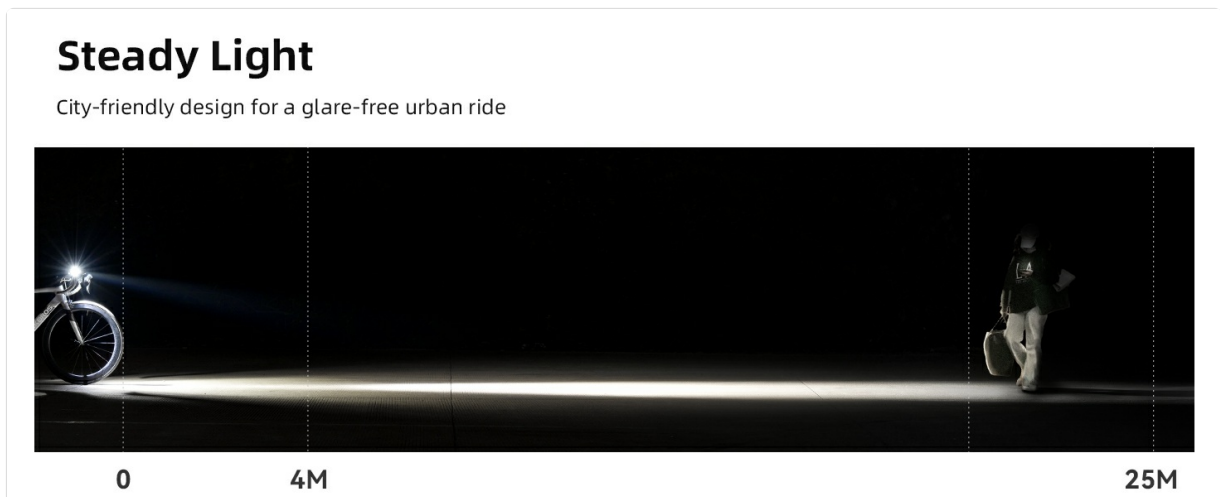 Steady Light
City-friendly design for a glare-free urban ride
0 4M 25M